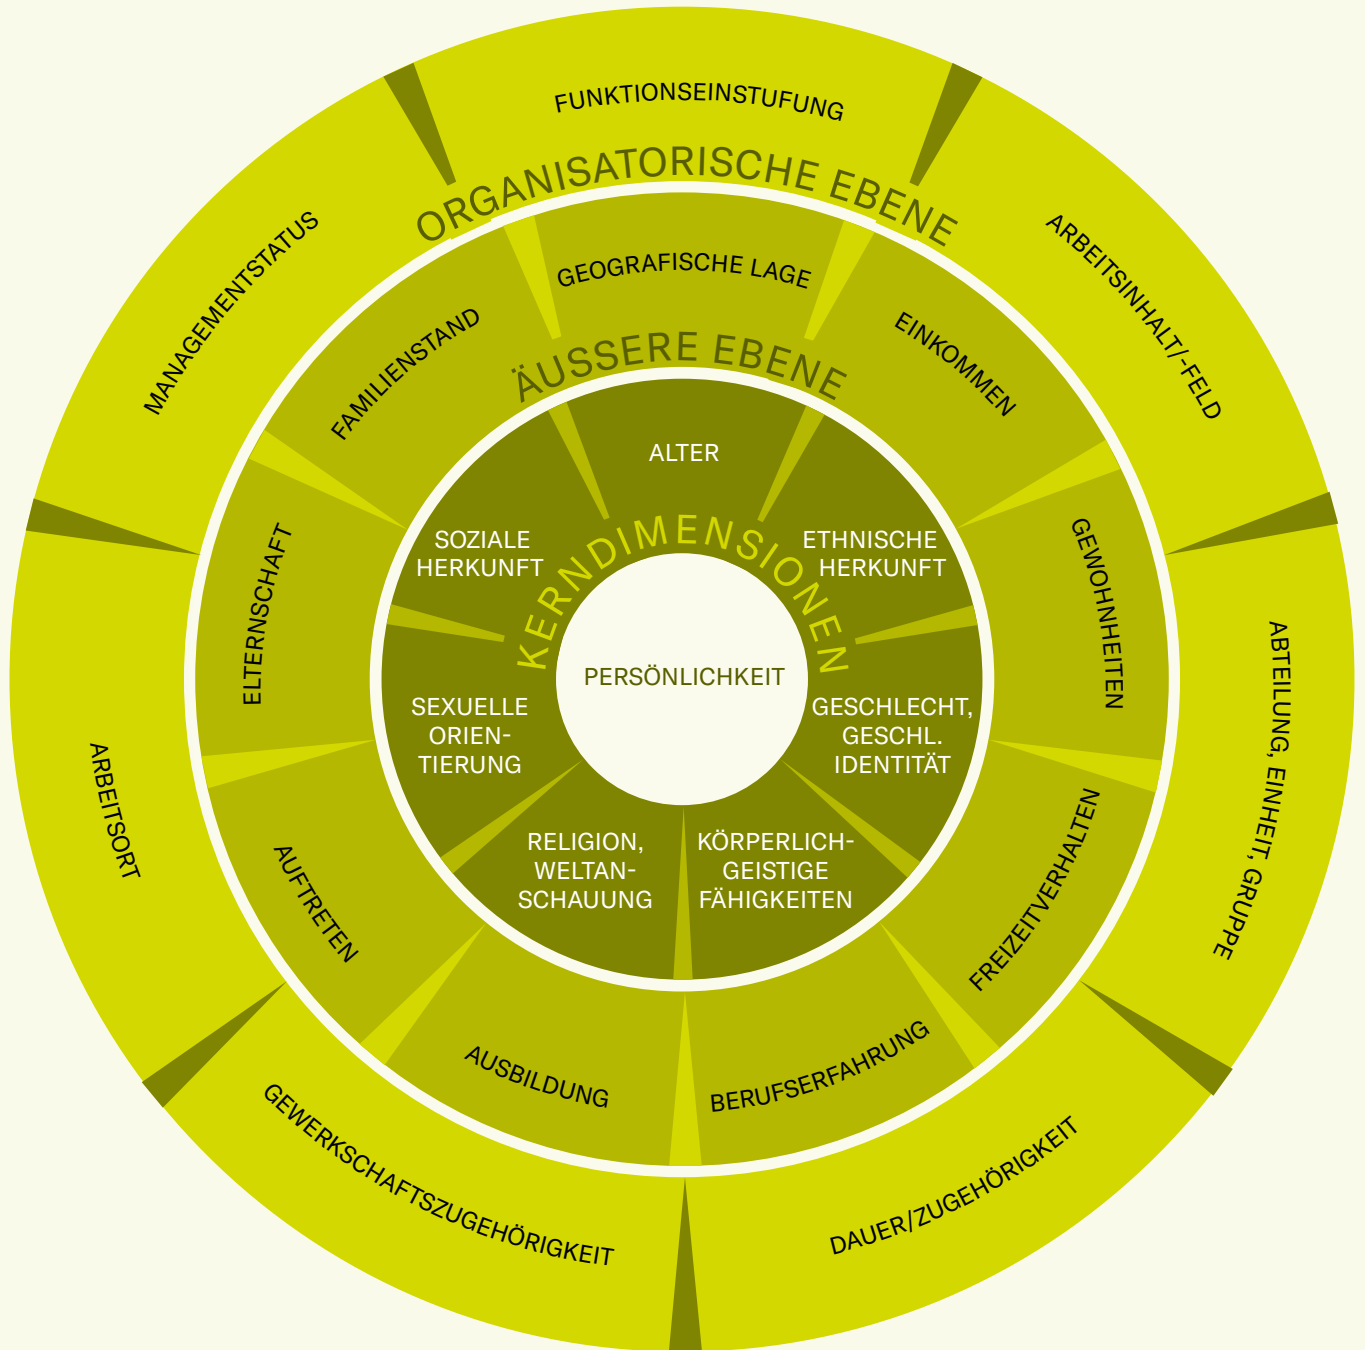 FUNKTIONSEINSTUFUNG
ORGANISATORISCHE EBENE
MANAGEMENTSTATUS
ARBEITSINHALT/-FELD
GEOGRAFISCHE LAGE
FAMILIENSTAND
EINKOMMEN
ÄUSSERE EBENE
ALTER
SOZIALE
HERKUNFT
ETHNISCHE
HERKUNFT
KERNDIMENSIONEN
ELTERNSCHAFT
GEWOHNHEITEN
PERSÖNLICHKEIT
SEXUELLE
ORIEN-
TIERUNG
GESCHLECHT,
GESCHL.
IDENTITÄT
ARBEITSORT
ABTEILUNG, EINHEIT, GRUPPE
RELIGION,
WELTAN-
SCHAUUNG
KÖRPERLICH-
GEISTIGE
FÄHIGKEITEN
AUFTRETEN
FREIZEITVERHALTEN
AUSBILDUNG
BERUFSERFAHRUNG
GEWERKSCHAFTSZUGEHÖRIGKEIT
DAUER/ZUGEHÖRIGKEIT